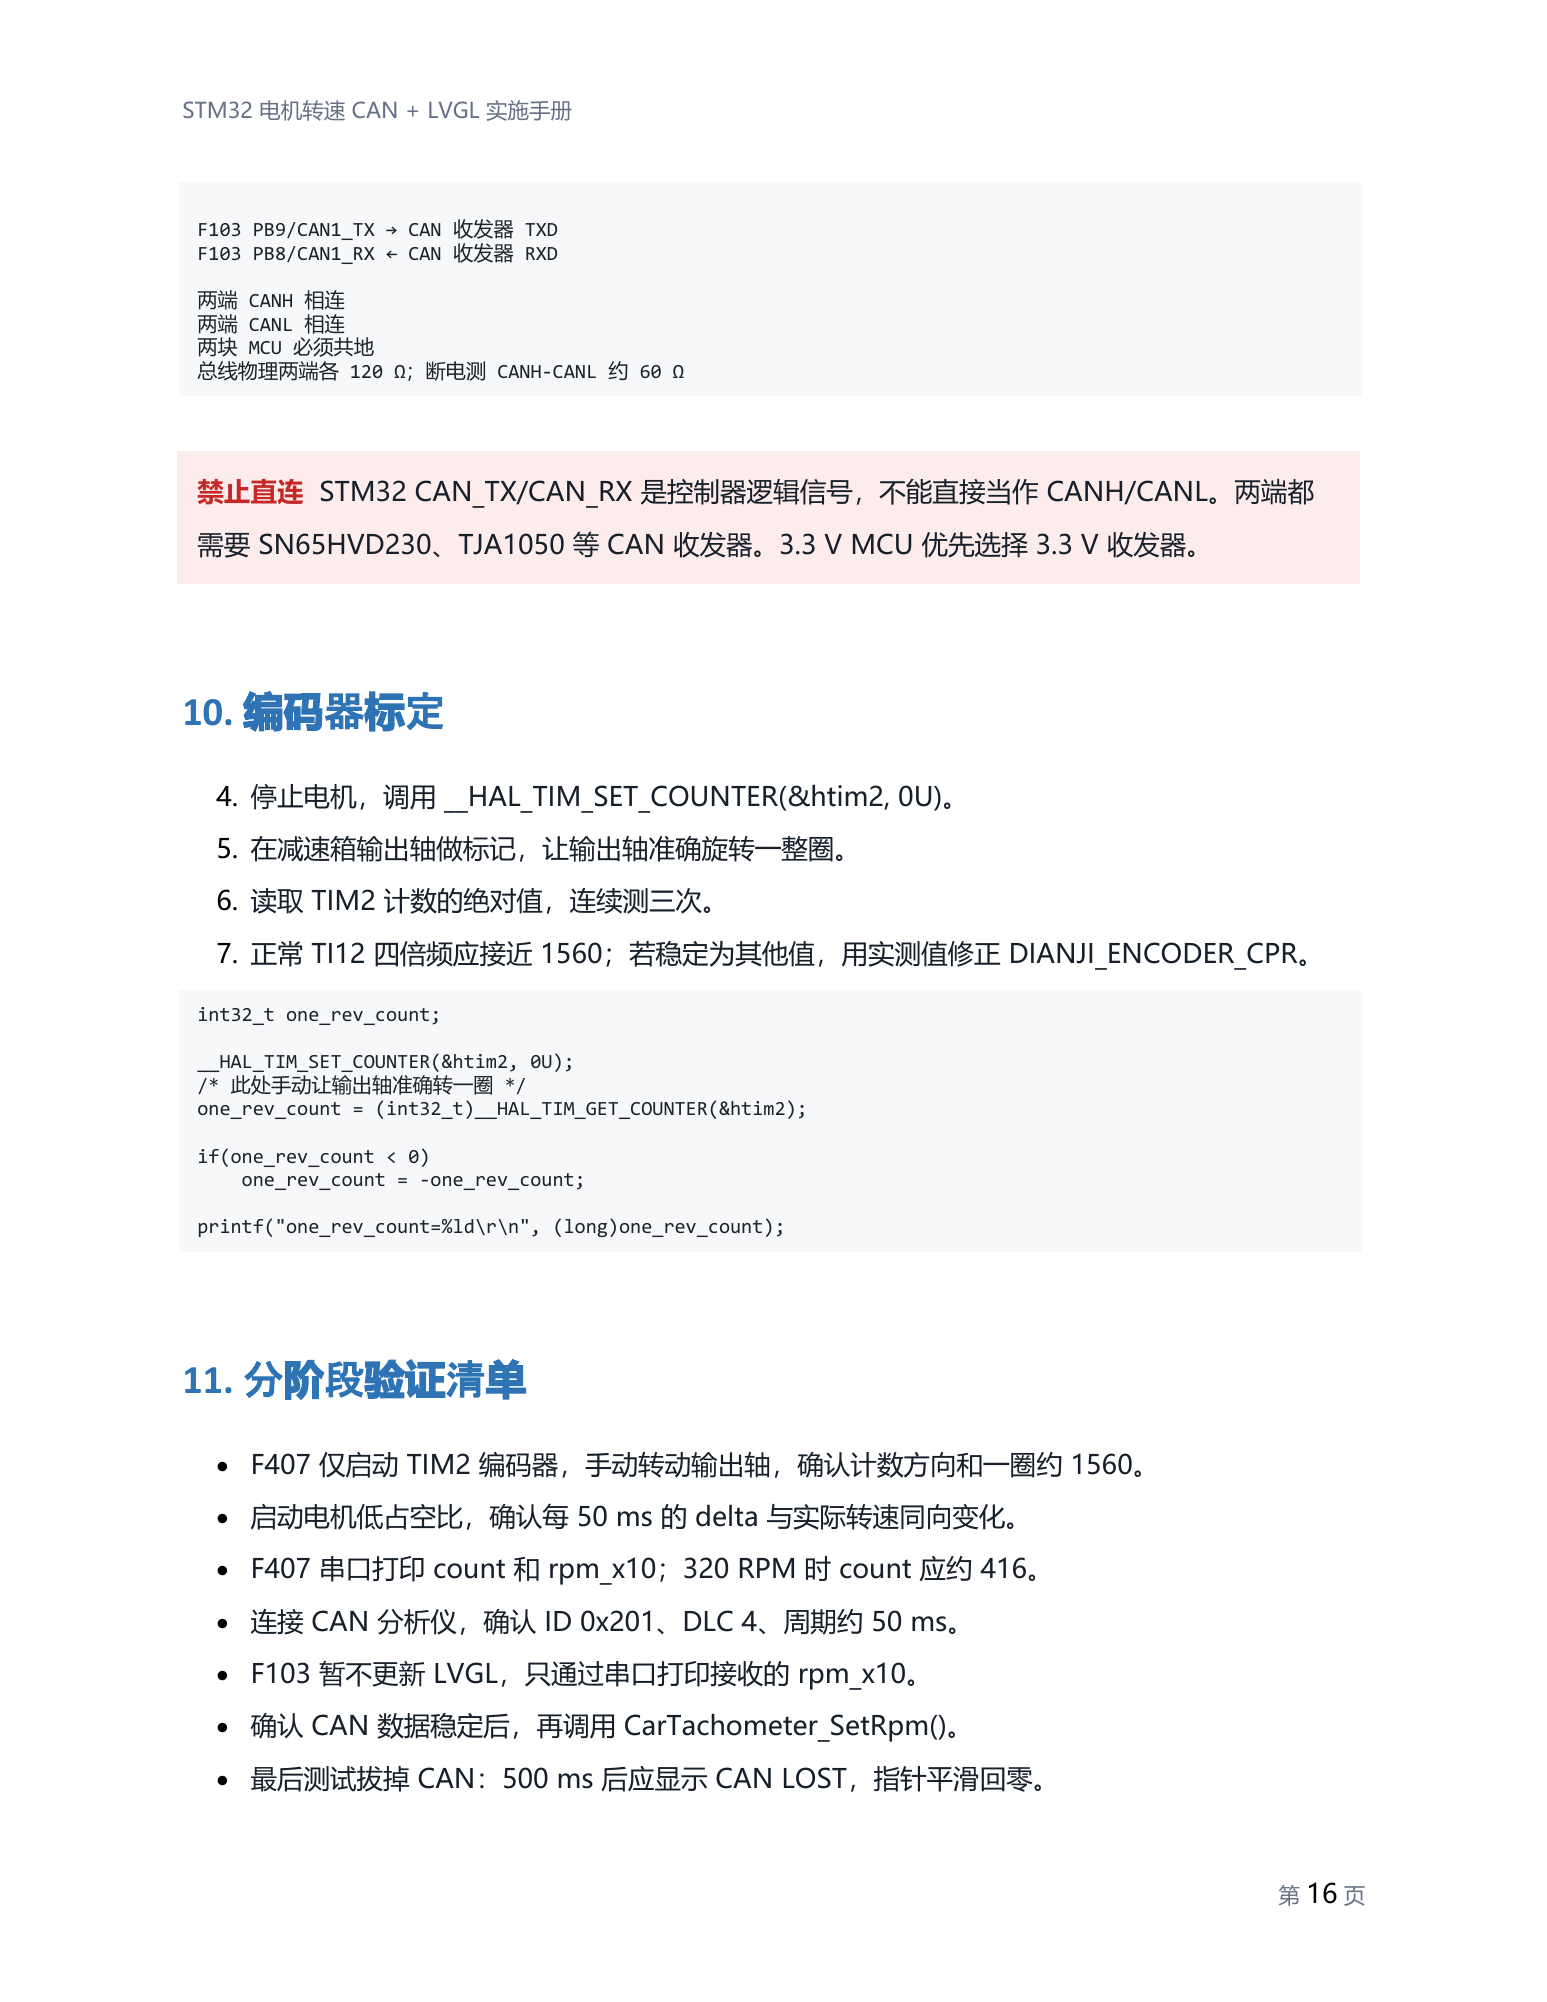 STM32 电机转速 CAN + LVGL 实施手册
F103 PB9/CAN1_TX → CAN 收发器 TXD
F103 PB8/CAN1_RX ← CAN 收发器 RXD
两端 CANH 相连
两端 CANL 相连
两块 MCU 必须共地
总线物理两端各 120 Ω；断电测 CANH-CANL 约 60 Ω
禁止直连 STM32 CAN_TX/CAN_RX 是控制器逻辑信号，不能直接当作 CANH/CANL。两端都
需要 SN65HVD230、TJA1050 等 CAN 收发器。3.3 V MCU 优先选择 3.3 V 收发器。
10. 编码器标定
4. 停止电机，调用 __HAL_TIM_SET_COUNTER(&htim2, 0U)。
5. 在减速箱输出轴做标记，让输出轴准确旋转一整圈。
6. 读取 TIM2 计数的绝对值，连续测三次。
7. 正常 TI12 四倍频应接近 1560；若稳定为其他值，用实测值修正 DIANJI_ENCODER_CPR。
int32_t one_rev_count;
__HAL_TIM_SET_COUNTER(&htim2, 0U);
/* 此处手动让输出轴准确转一圈 */
one_rev_count = (int32_t)__HAL_TIM_GET_COUNTER(&htim2);
if(one_rev_count < 0)
    one_rev_count = -one_rev_count;
printf("one_rev_count=%ld\r\n", (long)one_rev_count);
11. 分阶段验证清单
• F407 仅启动 TIM2 编码器，手动转动输出轴，确认计数方向和一圈约 1560。
• 启动电机低占空比，确认每 50 ms 的 delta 与实际转速同向变化。
• F407 串口打印 count 和 rpm_x10；320 RPM 时 count 应约 416。
• 连接 CAN 分析仪，确认 ID 0x201、DLC 4、周期约 50 ms。
• F103 暂不更新 LVGL，只通过串口打印接收的 rpm_x10。
• 确认 CAN 数据稳定后，再调用 CarTachometer_SetRpm()。
• 最后测试拔掉 CAN：500 ms 后应显示 CAN LOST，指针平滑回零。
第 16 页